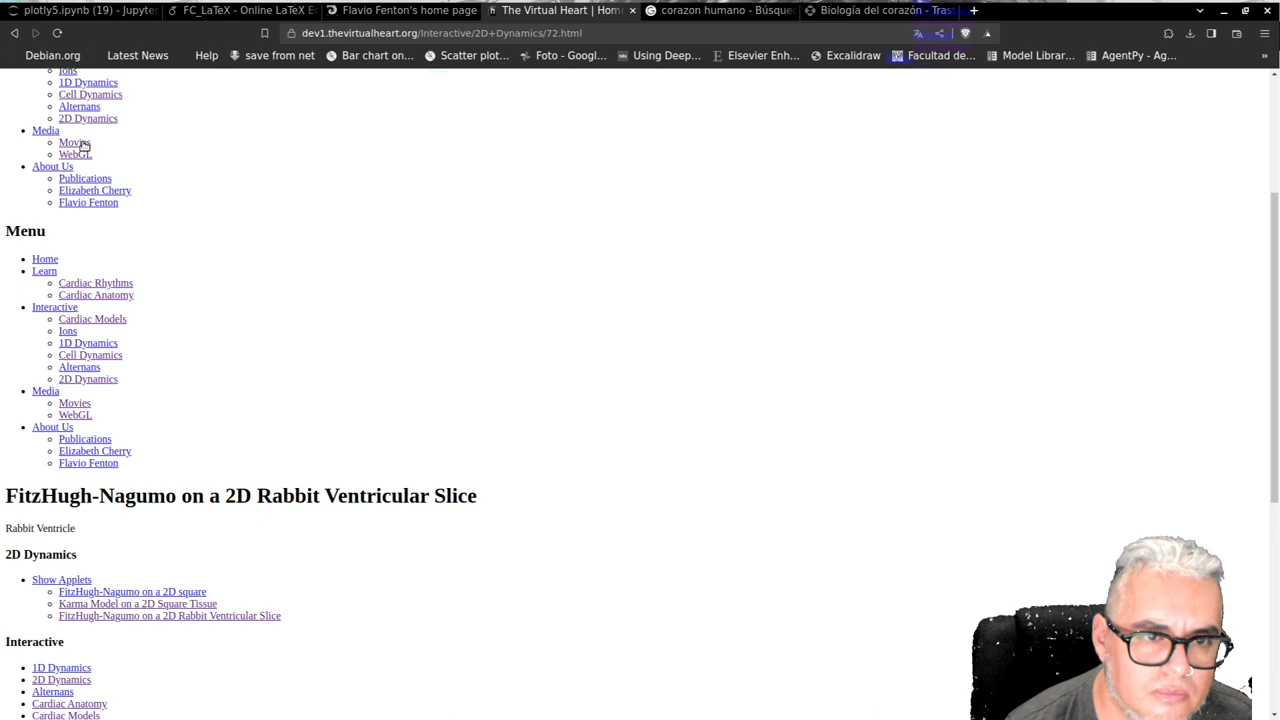 plotly5.ipynb (19) - Jupyte
FC_LaTeX - Online LaTeX E
Flavio Fenton's home page
The Virtual Heart | Hom
corazon humano - Búsque
Biología del corazón - Tras
dev1.thevirtualheart.org/Interactive/2D+Dynamics/72.html
Debian.org
Latest News
Help
save from net
Bar chart on...
Scatter plot...
Foto - Googl...
Using Deep...
Elsevier Enh...
Excalidraw
Facultad de...
Model Library...
AgentPy - Ag...
Ions
1D Dynamics
Cell Dynamics
Alternans
2D Dynamics
Media
Movies
WebGL
About Us
Publications
Elizabeth Cherry
Flavio Fenton
Menu
Home
Learn
Cardiac Rhythms
Cardiac Anatomy
Interactive
Cardiac Models
Ions
1D Dynamics
Cell Dynamics
Alternans
2D Dynamics
Media
Movies
WebGL
About Us
Publications
Elizabeth Cherry
Flavio Fenton
FitzHugh-Nagumo on a 2D Rabbit Ventricular Slice
Rabbit Ventricle
2D Dynamics
Show Applets
FitzHugh-Nagumo on a 2D square
Karma Model on a 2D Square Tissue
FitzHugh-Nagumo on a 2D Rabbit Ventricular Slice
Interactive
1D Dynamics
2D Dynamics
Alternans
Cardiac Anatomy
Cardiac Models